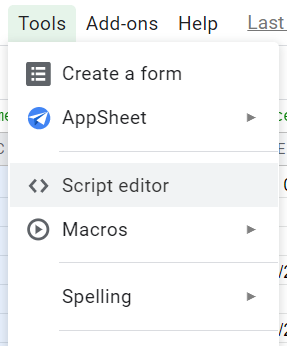 Tools Add-ons Help Last
Create a form
AppSheet
Script editor
Macros
Spelling